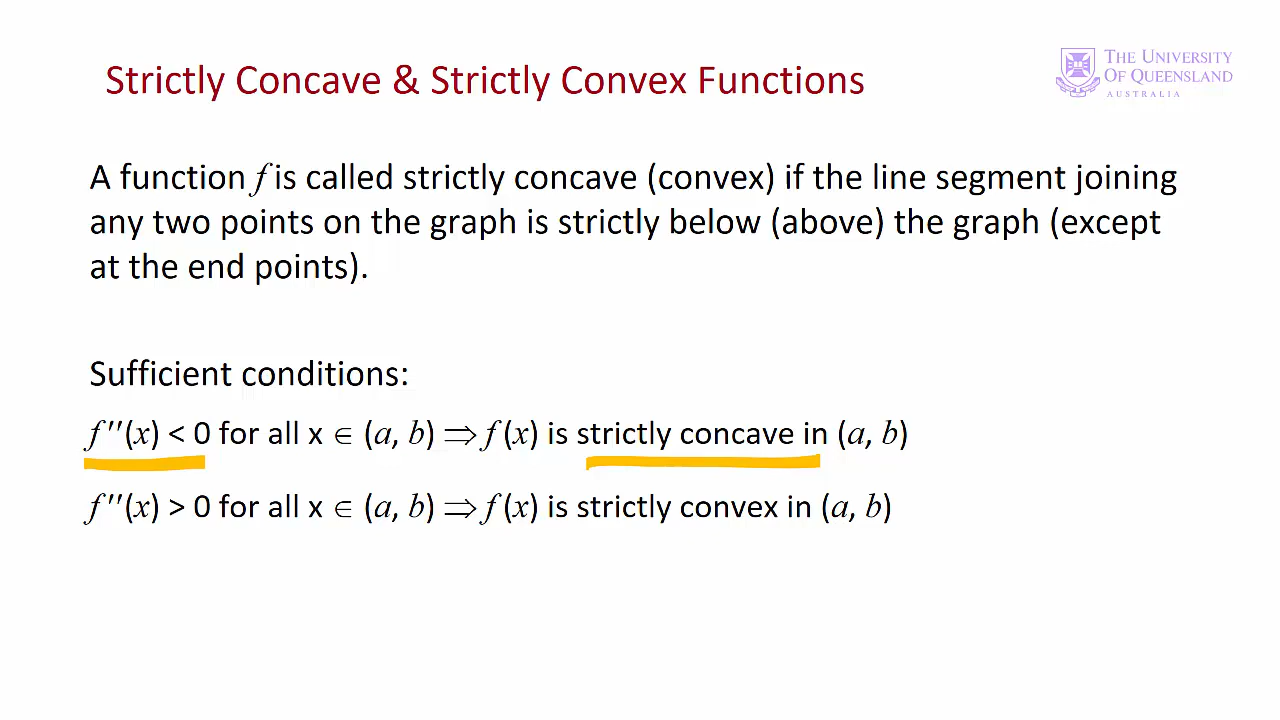 Strictly Concave & Strictly Convex Functions
THE UNIVERSITY
OF QUEENSLAND
AUSTRALIA
A function f is called strictly concave (convex) if the line segment joining
any two points on the graph is strictly below (above) the graph (except
at the end points).
Sufficient conditions:
f′′(x) < 0 for all x ∈ (a, b) ⇒ f (x) is strictly concave in (a, b)
f′′(x) > 0 for all x ∈ (a, b) ⇒ f (x) is strictly convex in (a, b)